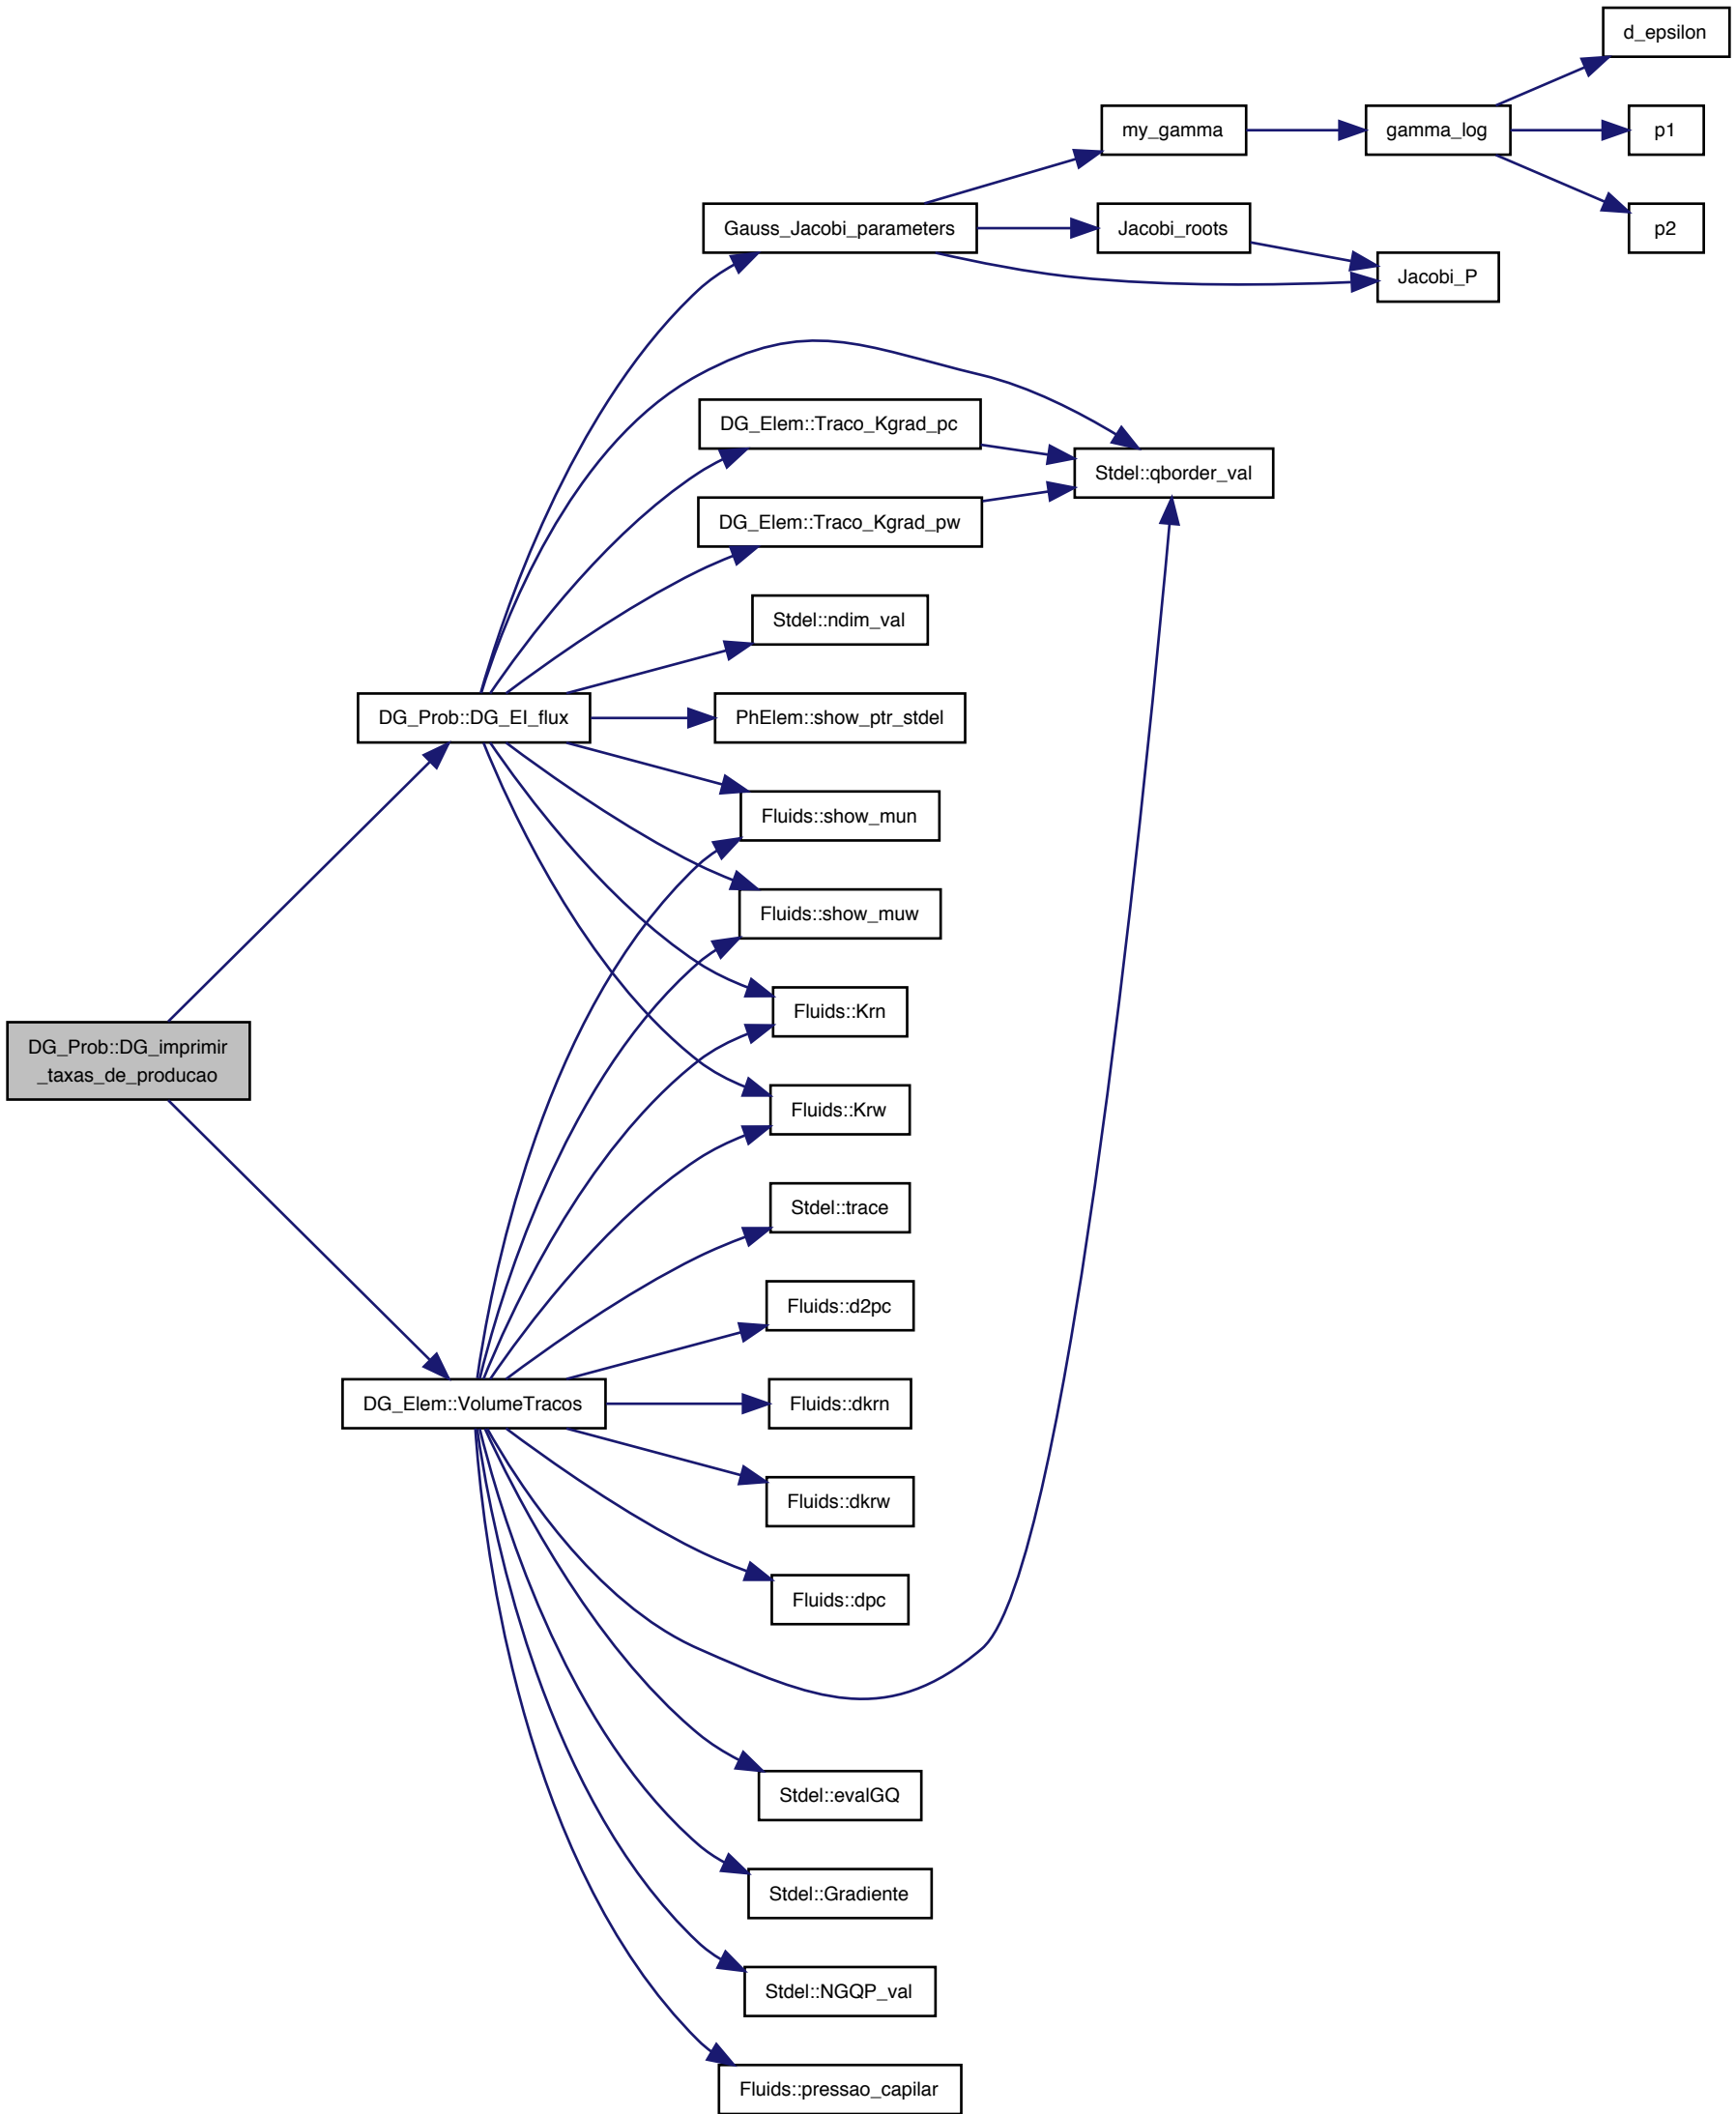 d_epsilon
my_gamma
gamma_log
p1
Gauss_Jacobi_parameters
Jacobi_roots
p2
Jacobi_P
DG_Elem::Traco_Kgrad_pc
Stdel::qborder_val
DG_Elem::Traco_Kgrad_pw
Stdel::ndim_val
DG_Prob::DG_EI_flux
PhElem::show_ptr_stdel
Fluids::show_mun
Fluids::show_muw
Fluids::Krn
DG_Prob::DG_imprimir
_taxas_de_producao
Fluids::Krw
Stdel::trace
Fluids::d2pc
DG_Elem::VolumeTracos
Fluids::dkrn
Fluids::dkrw
Fluids::dpc
Stdel::evalGQ
Stdel::Gradiente
Stdel::NGQP_val
Fluids::pressao_capilar